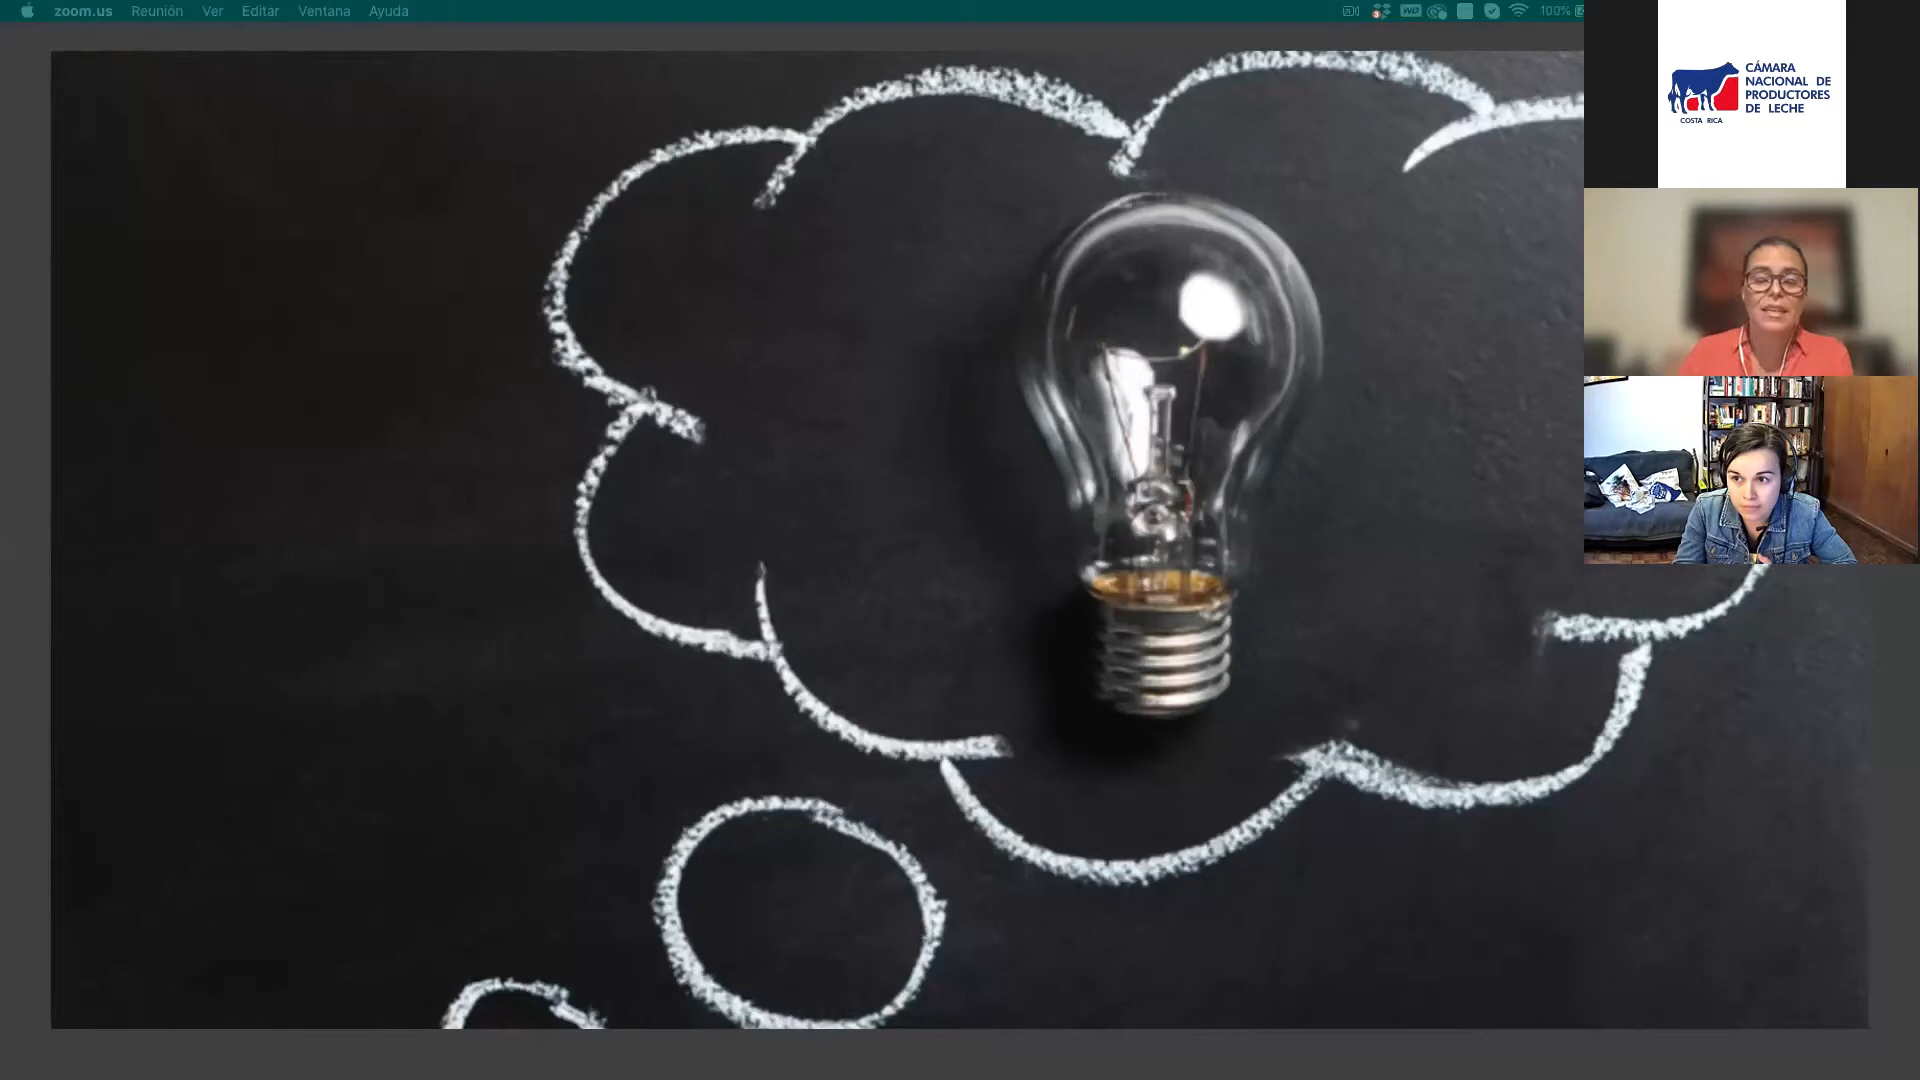 zoom.us Reunión Ver Editar Ventana Ayuda
100%
CÁMARA
NACIONAL DE
PRODUCTORES
DE LECHE
COSTA RICA